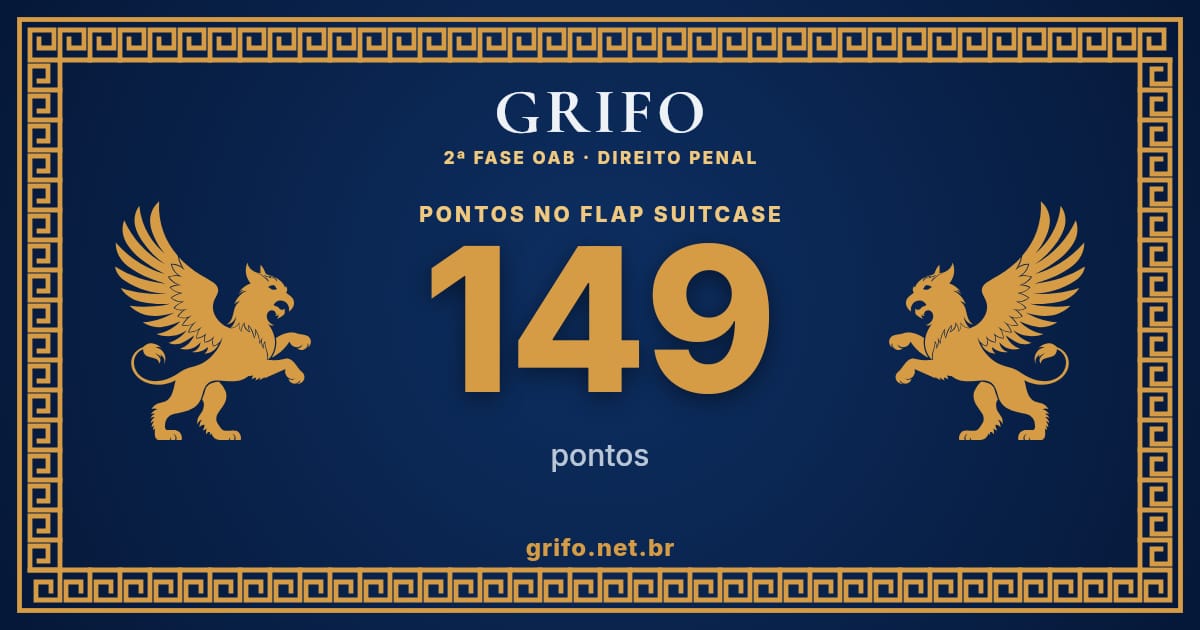 GRIFO
2ª FASE OAB · DIREITO PENAL
PONTOS NO FLAP SUITCASE
149
pontos
grifo.net.br